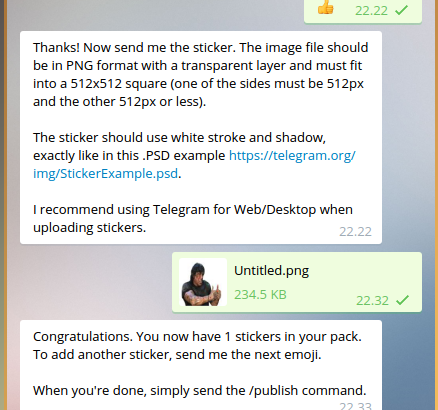 👍 22.22
Thanks! Now send me the sticker. The image file should
be in PNG format with a transparent layer and must fit
into a 512x512 square (one of the sides must be 512px
and the other 512px or less).
The sticker should use white stroke and shadow,
exactly like in this .PSD example https://telegram.org/
img/StickerExample.psd.
I recommend using Telegram for Web/Desktop when
uploading stickers.
22.22
Untitled.png
234.5 KB
22.32
Congratulations. You now have 1 stickers in your pack.
To add another sticker, send me the next emoji.
When you're done, simply send the /publish command.
22.33